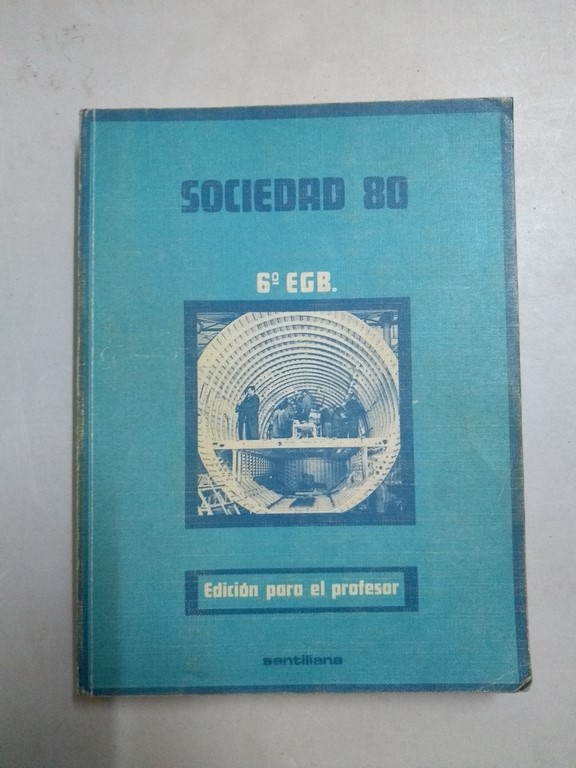 SOCIEDAD 80
6º EGB.
Edición para el profesor
santillana